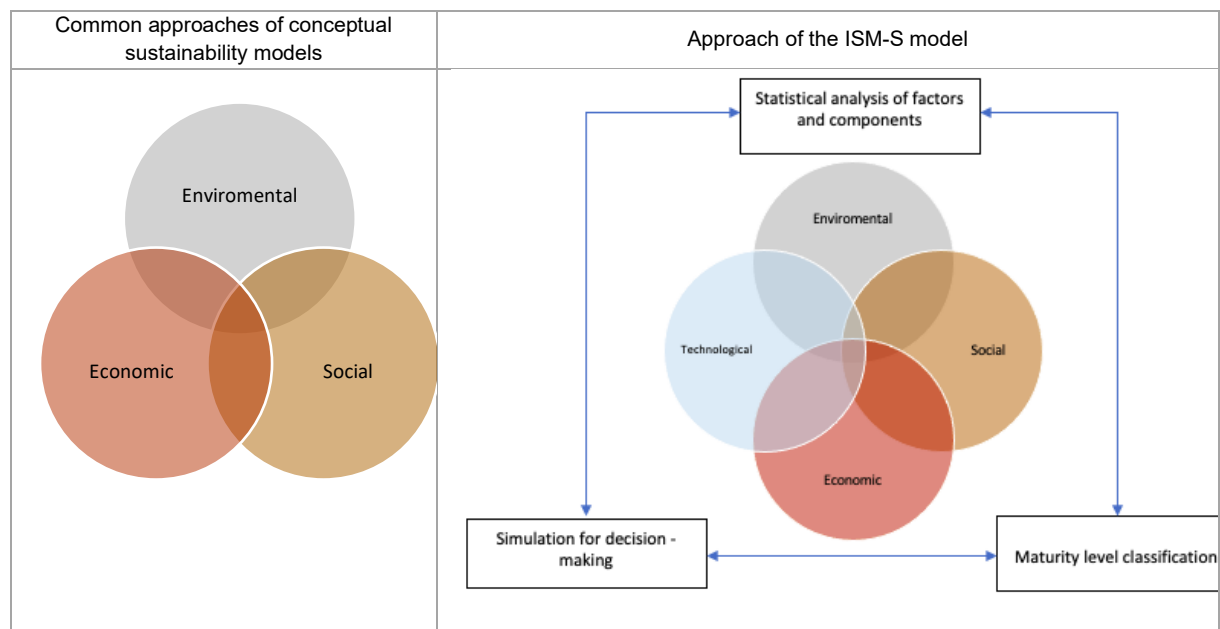 Common approaches of conceptual
sustainability models
Approach of the ISM-S model
Enviromental
Economic
Social
Statistical analysis of factors
and components
Enviromental
Technological
Social
Economic
Simulation for decision -
making
Maturity level classification